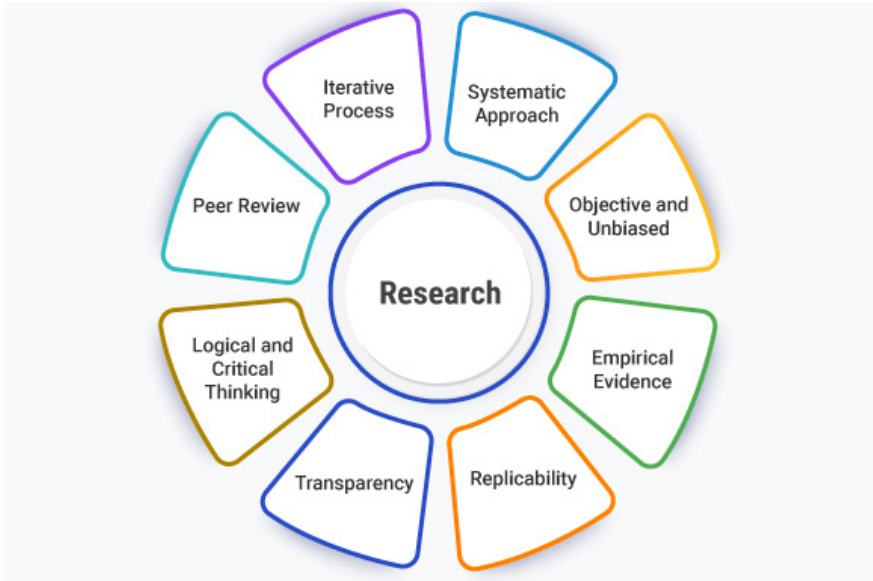 Research
Systematic
Approach
Objective and
Unbiased
Empirical
Evidence
Replicability
Transparency
Logical and
Critical
Thinking
Peer Review
Iterative
Process